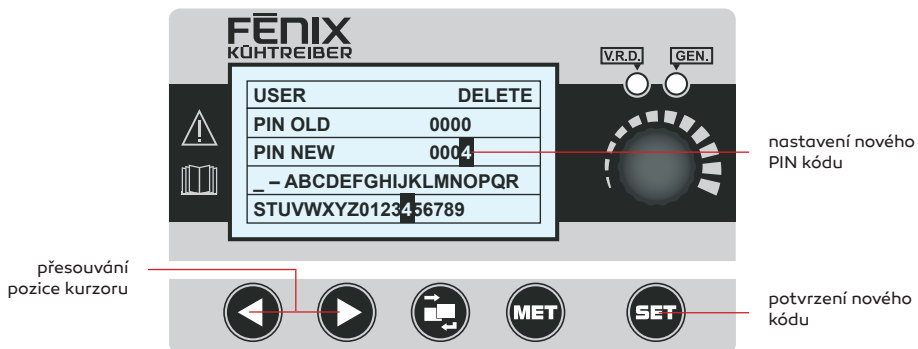 FĒNIX
KÜHTREIBER
V.R.D. GEN.
USER DELETE
PIN OLD 0000
PIN NEW 0004
_ – ABCDEFGHIJKLMNOPQR
STUVWXYZ0123456789
nastavení nového
PIN kódu
přesouvání
pozice kurzoru
MET
SET
potvrzení nového
kódu